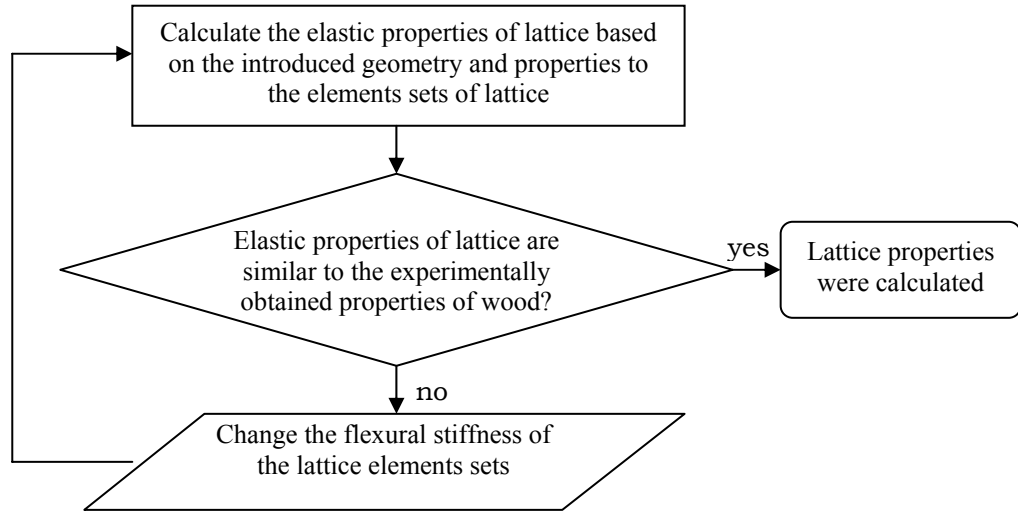 Calculate the elastic properties of lattice based
on the introduced geometry and properties to
the elements sets of lattice
Elastic properties of lattice are
similar to the experimentally
obtained properties of wood?
yes
Lattice properties
were calculated
no
Change the flexural stiffness of
the lattice elements sets